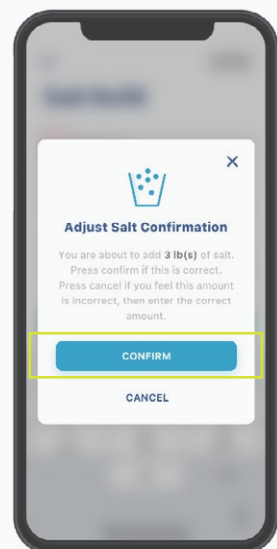 Adjust Salt Confirmation
You are about to add 3 lb(s) of salt.
Press confirm if this is correct.
Press cancel if you feel this amount
is incorrect, then enter the correct
amount.
CONFIRM
CANCEL